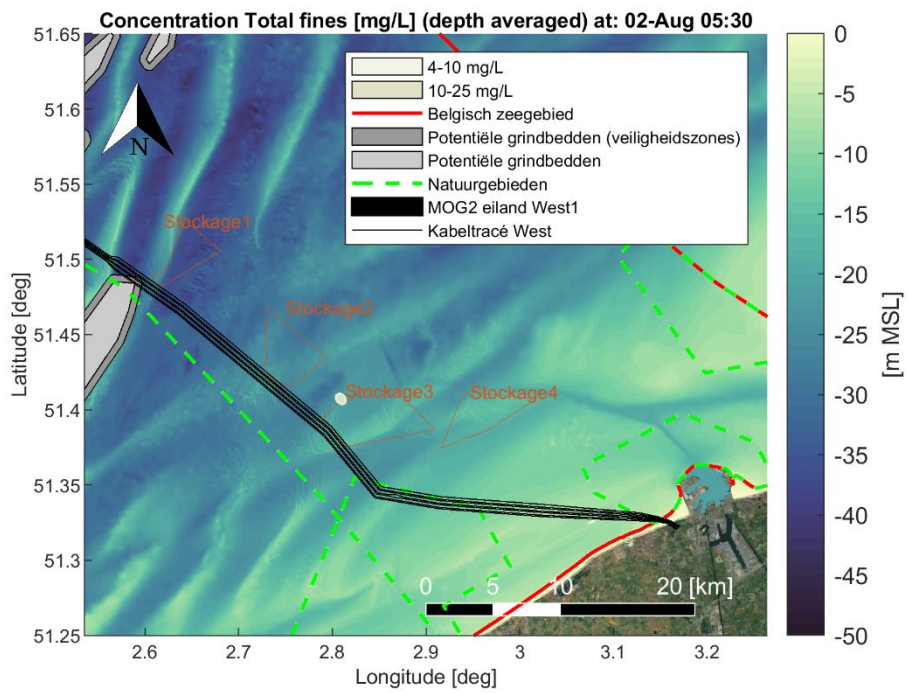 Concentration Total fines [mg/L] (depth averaged) at: 02-Aug 05:30
4-10 mg/L
10-25 mg/L
Belgisch zeegebied
Potentiële grindbedden (veiligheidszones)
Potentiële grindbedden
Natuurgebieden
MOG2 eiland West1
Kabeltracé West
N
Stockage1
Stockage2
Stockage3
Stockage4
0 5 10 20 [km]
51.65
51.6
51.55
51.5
51.45
51.4
51.35
51.3
51.25
Latitude [deg]
2.6 2.7 2.8 2.9 3 3.1 3.2
Longitude [deg]
0
-5
-10
-15
-20
-25
-30
-35
-40
-45
-50
[m MSL]